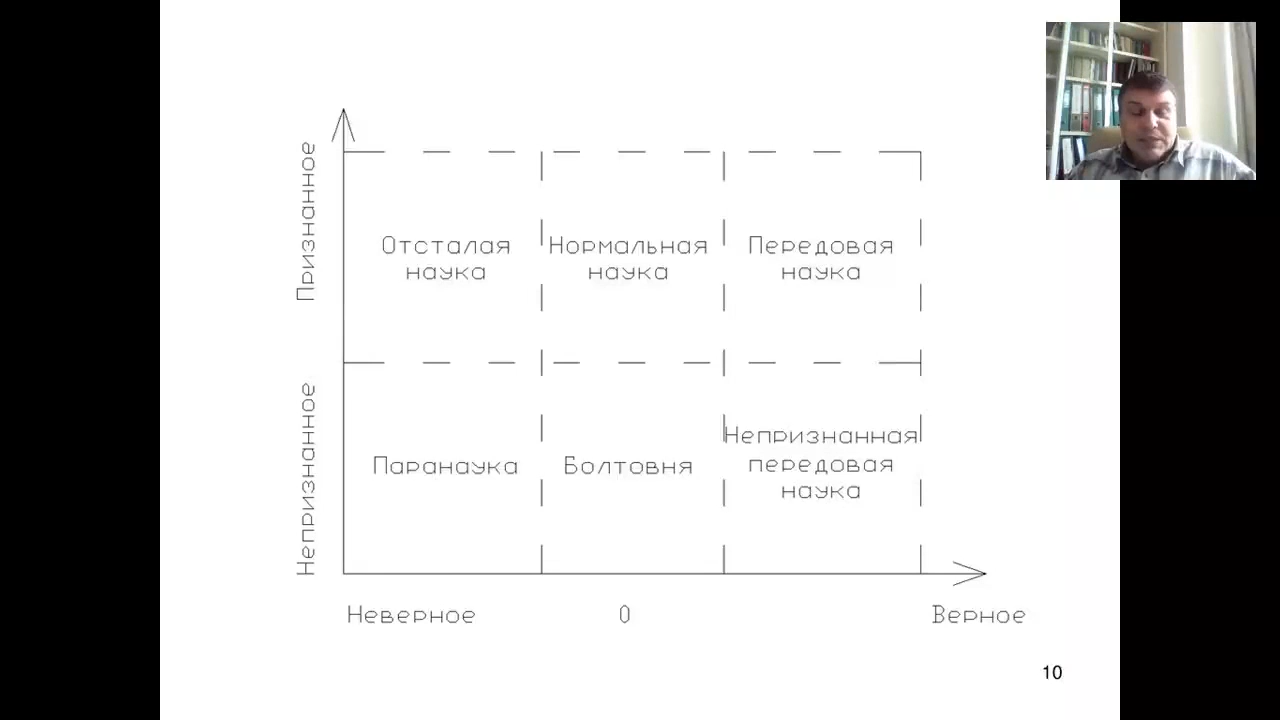 Признанное
Отсталая
наука
Нормальная
наука
Передовая
наука
Непризнанное
Паранаука
Болтовня
Непризнанная
передовая
наука
Неверное
0
Верное
10